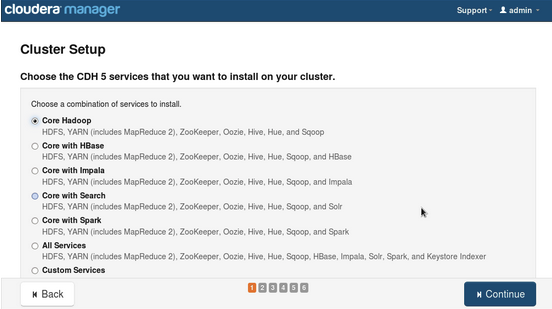 cloudera manager
Support
admin
Cluster Setup
Choose the CDH 5 services that you want to install on your cluster.
Choose a combination of services to install.
Core Hadoop
HDFS, YARN (includes MapReduce 2), ZooKeeper, Oozie, Hive, Hue, and Sqoop
Core with HBase
HDFS, YARN (includes MapReduce 2), ZooKeeper, Oozie, Hive, Hue, Sqoop, and HBase
Core with Impala
HDFS, YARN (includes MapReduce 2), ZooKeeper, Oozie, Hive, Hue, Sqoop, and Impala
Core with Search
HDFS, YARN (includes MapReduce 2), ZooKeeper, Oozie, Hive, Hue, Sqoop, and Solr
Core with Spark
HDFS, YARN (includes MapReduce 2), ZooKeeper, Oozie, Hive, Hue, Sqoop, and Spark
All Services
HDFS, YARN (includes MapReduce 2), ZooKeeper, Oozie, Hive, Hue, Sqoop, HBase, Impala, Solr, Spark, and Keystore Indexer
Custom Services
Back
1 2 3 4 5 6
Continue